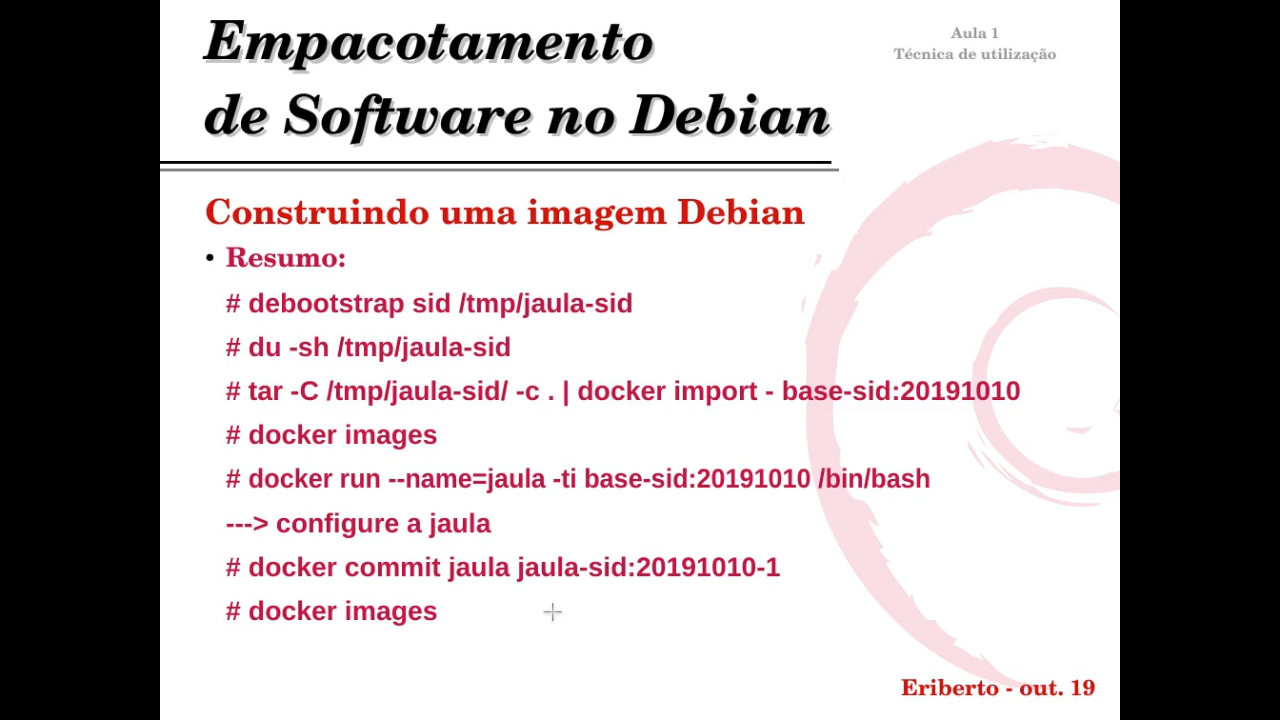 Empacotamento
de Software no Debian
Aula 1
Técnica de utilização
Construindo uma imagem Debian
• Resumo:
# debootstrap sid /tmp/jaula-sid
# du -sh /tmp/jaula-sid
# tar -C /tmp/jaula-sid/ -c . | docker import - base-sid:20191010
# docker images
# docker run --name=jaula -ti base-sid:20191010 /bin/bash
---> configure a jaula
# docker commit jaula jaula-sid:20191010-1
# docker images
Eriberto - out. 19